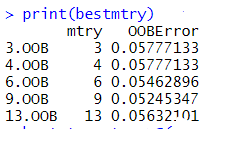 > print(bestmtry)
mtry OOBError
3.OOB 3 0.05777133
4.OOB 4 0.05777133
6.OOB 6 0.05462896
9.OOB 9 0.05245347
13.OOB 13 0.05632101